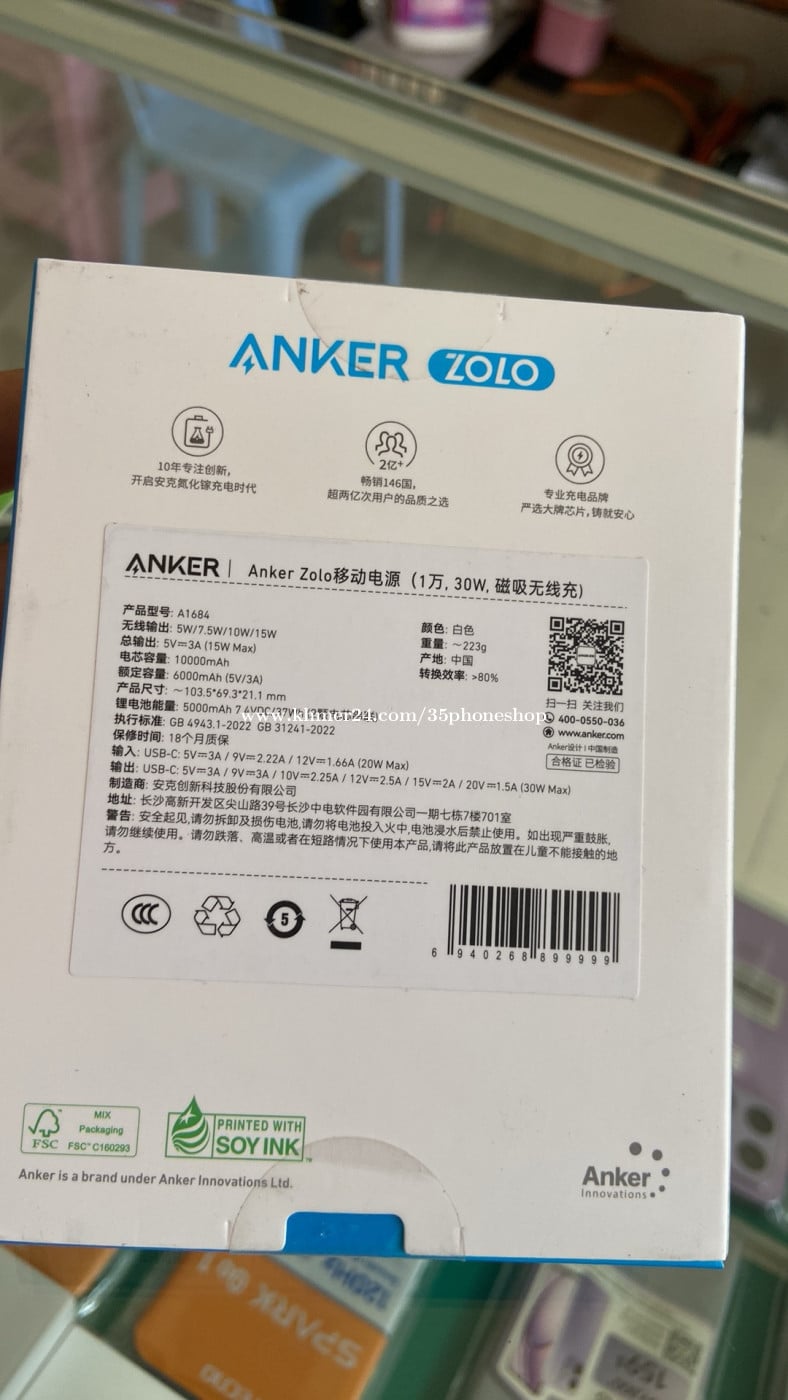 ANKER ZOLO
10年专注创新,
开启安克氮化镓充电时代
2亿+
畅销146国,
超两亿次用户的品质之选
专业充电品牌
严选大牌芯片,铸就安心
ANKER | Anker Zolo移动电源（1万, 30W, 磁吸无线充)
产品型号: A1684
无线输出: 5W/7.5W/10W/15W
总输出: 5V⎓3A (15W Max)
电芯容量: 10000mAh
额定容量: 6000mAh (5V/3A)
产品尺寸: ～103.5*69.3*21.1 mm
锂电池能量: 5000mAh 7.4VDC/37W
执行标准: GB 4943.1-2022 GB 31241-2022
保修时间: 18个月质保
颜色: 白色
重量: ～223g
产地: 中国
转换效率: >80%
扫一扫 关注我们
400-0550-036
www.anker.com
Anker设计 | 中国制造
合格证 已检验
www.khmer24.com/35phoneshop
输入: USB-C: 5V⎓3A / 9V⎓2.22A / 12V⎓1.66A (20W Max)
输出: USB-C: 5V⎓3A / 9V⎓3A / 10V⎓2.25A / 12V⎓2.5A / 15V⎓2A / 20V⎓1.5A (30W Max)
制造商: 安克创新科技股份有限公司
地址: 长沙高新开发区尖山路39号长沙中电软件园有限公司一期七栋7楼701室
警告: 安全起见,请勿拆卸及损伤电池,请勿将电池投入火中,电池浸水后禁止使用。如出现严重鼓胀,
请勿继续使用。请勿跌落、高温或者在短路情况下使用本产品,请将此产品放置在儿童不能接触的地
方。
CCC
5
6 940268 899999
FSC
MIX
Packaging
FSC™ C160293
PRINTED WITH
SOY INK™
Anker is a brand under Anker Innovations Ltd.
Anker
Innovations
SPARK Go 1
120Hz
TECNO